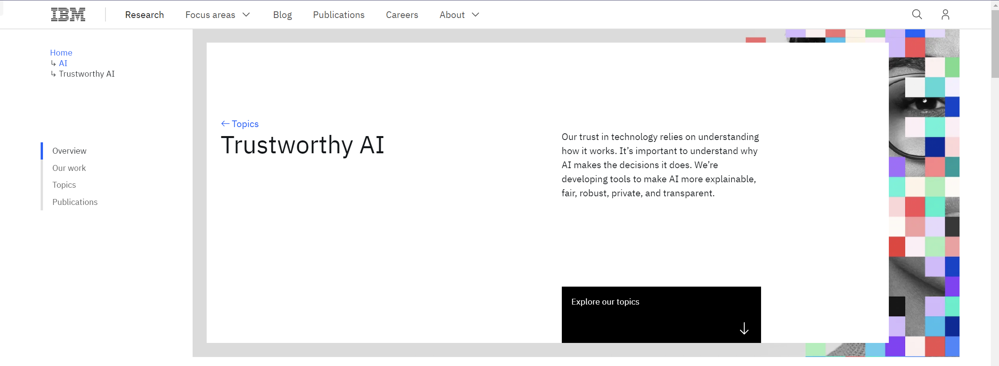 IBM
Research
Focus areas
Blog
Publications
Careers
About
Home
↳ AI
↳ Trustworthy AI
Overview
Our work
Topics
Publications
← Topics
Trustworthy AI
Our trust in technology relies on understanding
how it works. It’s important to understand why
AI makes the decisions it does. We’re
developing tools to make AI more explainable,
fair, robust, private, and transparent.
Explore our topics